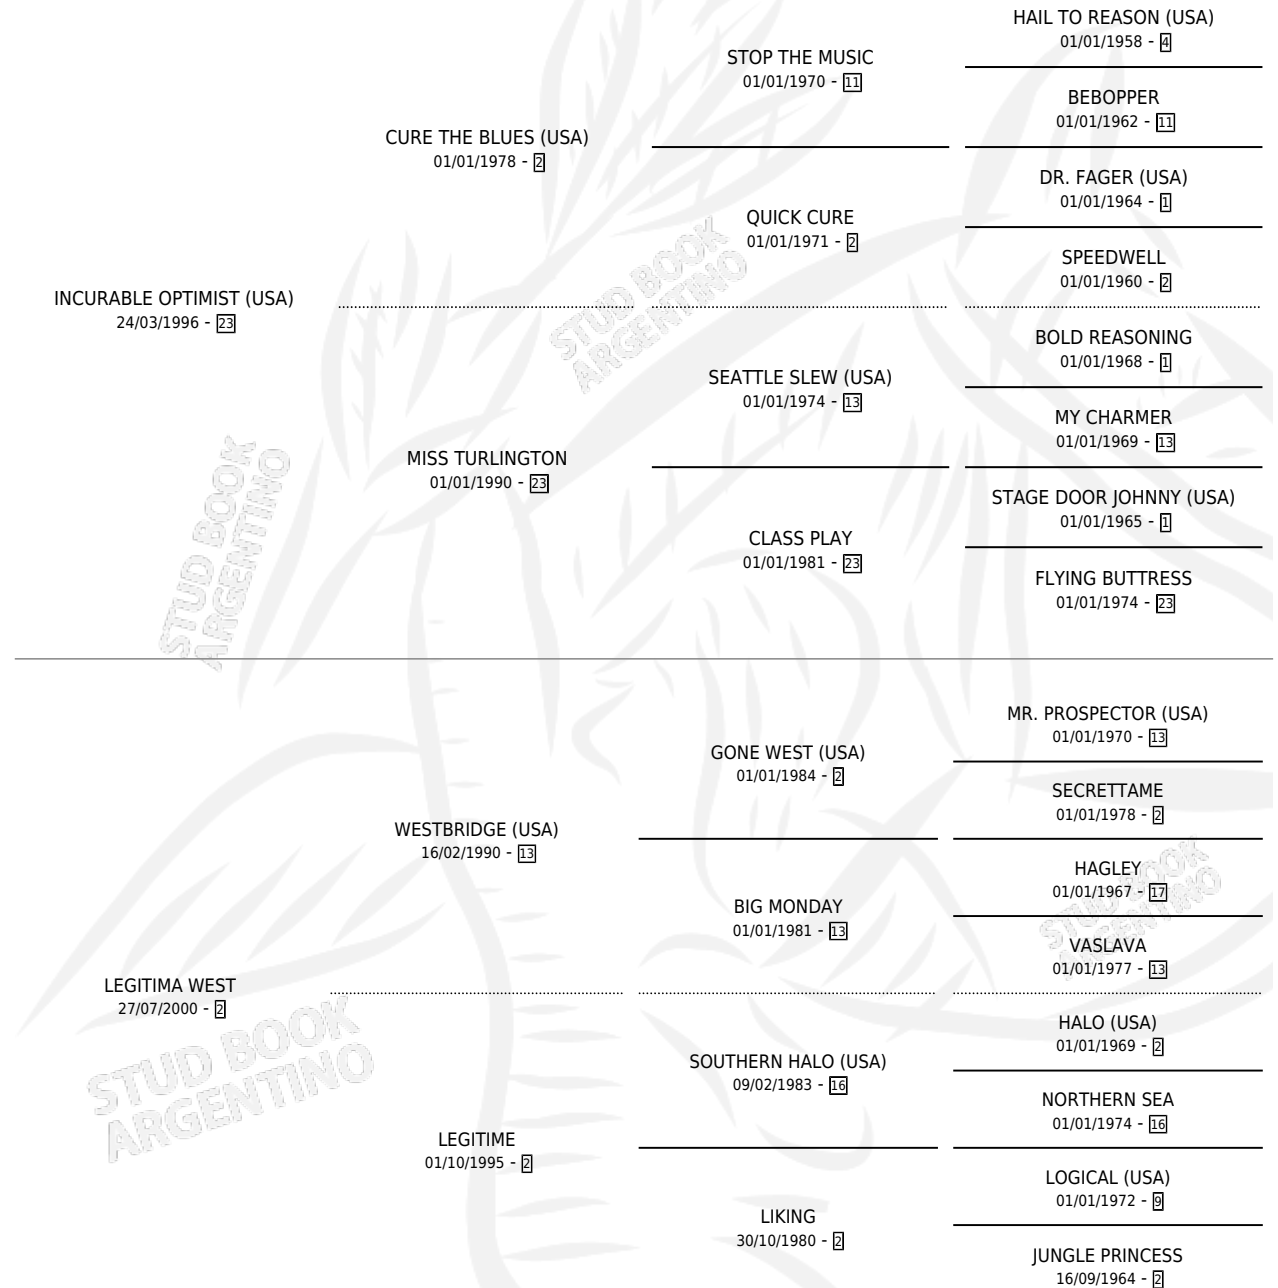 HAIL TO REASON (USA)
01/01/1958 - 4
STOP THE MUSIC
01/01/1970 - 11
BEBOPPER
01/01/1962 - 11
CURE THE BLUES (USA)
01/01/1978 - 2
DR. FAGER (USA)
01/01/1964 - 1
QUICK CURE
01/01/1971 - 2
SPEEDWELL
01/01/1960 - 2
INCURABLE OPTIMIST (USA)
24/03/1996 - 23
BOLD REASONING
01/01/1968 - 1
SEATTLE SLEW (USA)
01/01/1974 - 13
MY CHARMER
01/01/1969 - 13
MISS TURLINGTON
01/01/1990 - 23
STAGE DOOR JOHNNY (USA)
01/01/1965 - 1
CLASS PLAY
01/01/1981 - 23
FLYING BUTTRESS
01/01/1974 - 23
STUD BOOK
ARGENTINO
STUD BOOK
ARGENTINO
MR. PROSPECTOR (USA)
01/01/1970 - 13
GONE WEST (USA)
01/01/1984 - 2
SECRETTAME
01/01/1978 - 2
WESTBRIDGE (USA)
16/02/1990 - 13
HAGLEY
01/01/1967 - 17
BIG MONDAY
01/01/1981 - 13
VASLAVA
01/01/1977 - 13
STUD BOOK
ARGENTINO
LEGITIMA WEST
27/07/2000 - 2
HALO (USA)
01/01/1969 - 2
SOUTHERN HALO (USA)
09/02/1983 - 16
NORTHERN SEA
01/01/1974 - 16
STUD BOOK
ARGENTINO
LEGITIME
01/10/1995 - 2
LOGICAL (USA)
01/01/1972 - 9
LIKING
30/10/1980 - 2
JUNGLE PRINCESS
16/09/1964 - 2